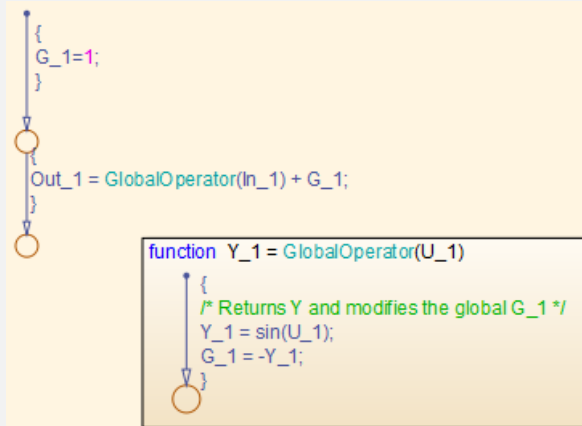 {
G_1=1;
}
{
Out_1 = GlobalOperator(In_1) + G_1;
}
function Y_1 = GlobalOperator(U_1)
{
/* Returns Y and modifies the global G_1 */
Y_1 = sin(U_1);
G_1 = -Y_1;
}